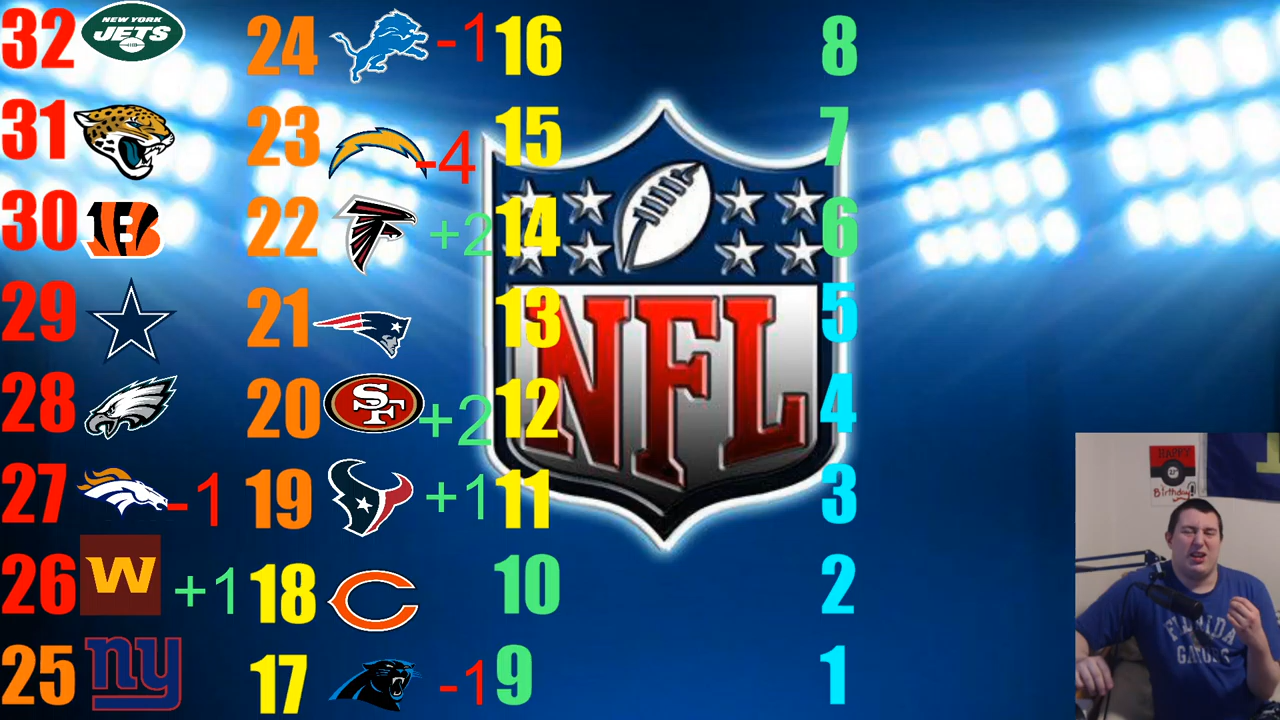 32 NEW YORK JETS 24 -1 16 8
31 23 -4 15 7
30 B 22 +2 14 6
29 21 13 5
28 20 SF +2 12 4
27 -1 19 +1 11 3
26 W +1 18 C 10 2
25 ny 17 -1 9 1
NFL
HAPPY
Birthday!
FLORIDA
GATORS